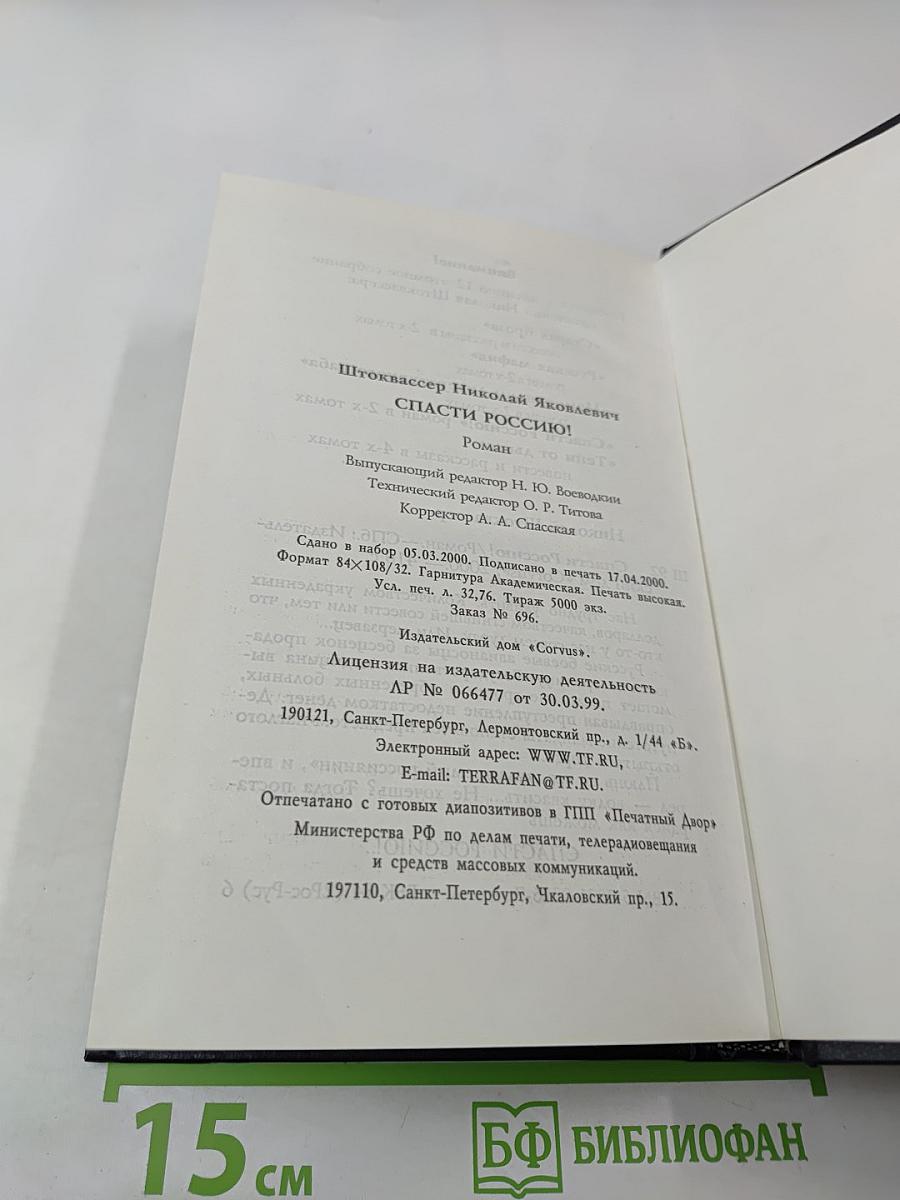 Штоквассер Николай Яковлевич
СПАСТИ РОССИЮ!
Роман
Выпускающий редактор Н. Ю. Воеводкин
Технический редактор О. Р. Титова
Корректор А. А. Спасская
Сдано в набор 05.03.2000. Подписано в печать 17.04.2000.
Формат 84×108/32. Гарнитура Академическая. Печать высокая.
Усл. печ. л. 32,76. Тираж 5000 экз.
Заказ № 696.
Издательский дом «Corvus».
Лицензия на издательскую деятельность
ЛР № 066477 от 30.03.99.
190121, Санкт-Петербург, Лермонтовский пр., д. 1/44 «Б».
Электронный адрес: WWW.TF.RU,
E-mail: TERRAFAN@TF.RU.
Отпечатано с готовых диапозитивов в ГПП «Печатный Двор»
Министерства РФ по делам печати, телерадиовещания
и средств массовых коммуникаций.
197110, Санкт-Петербург, Чкаловский пр., 15.
15 см
БФ БИБЛИОФАН